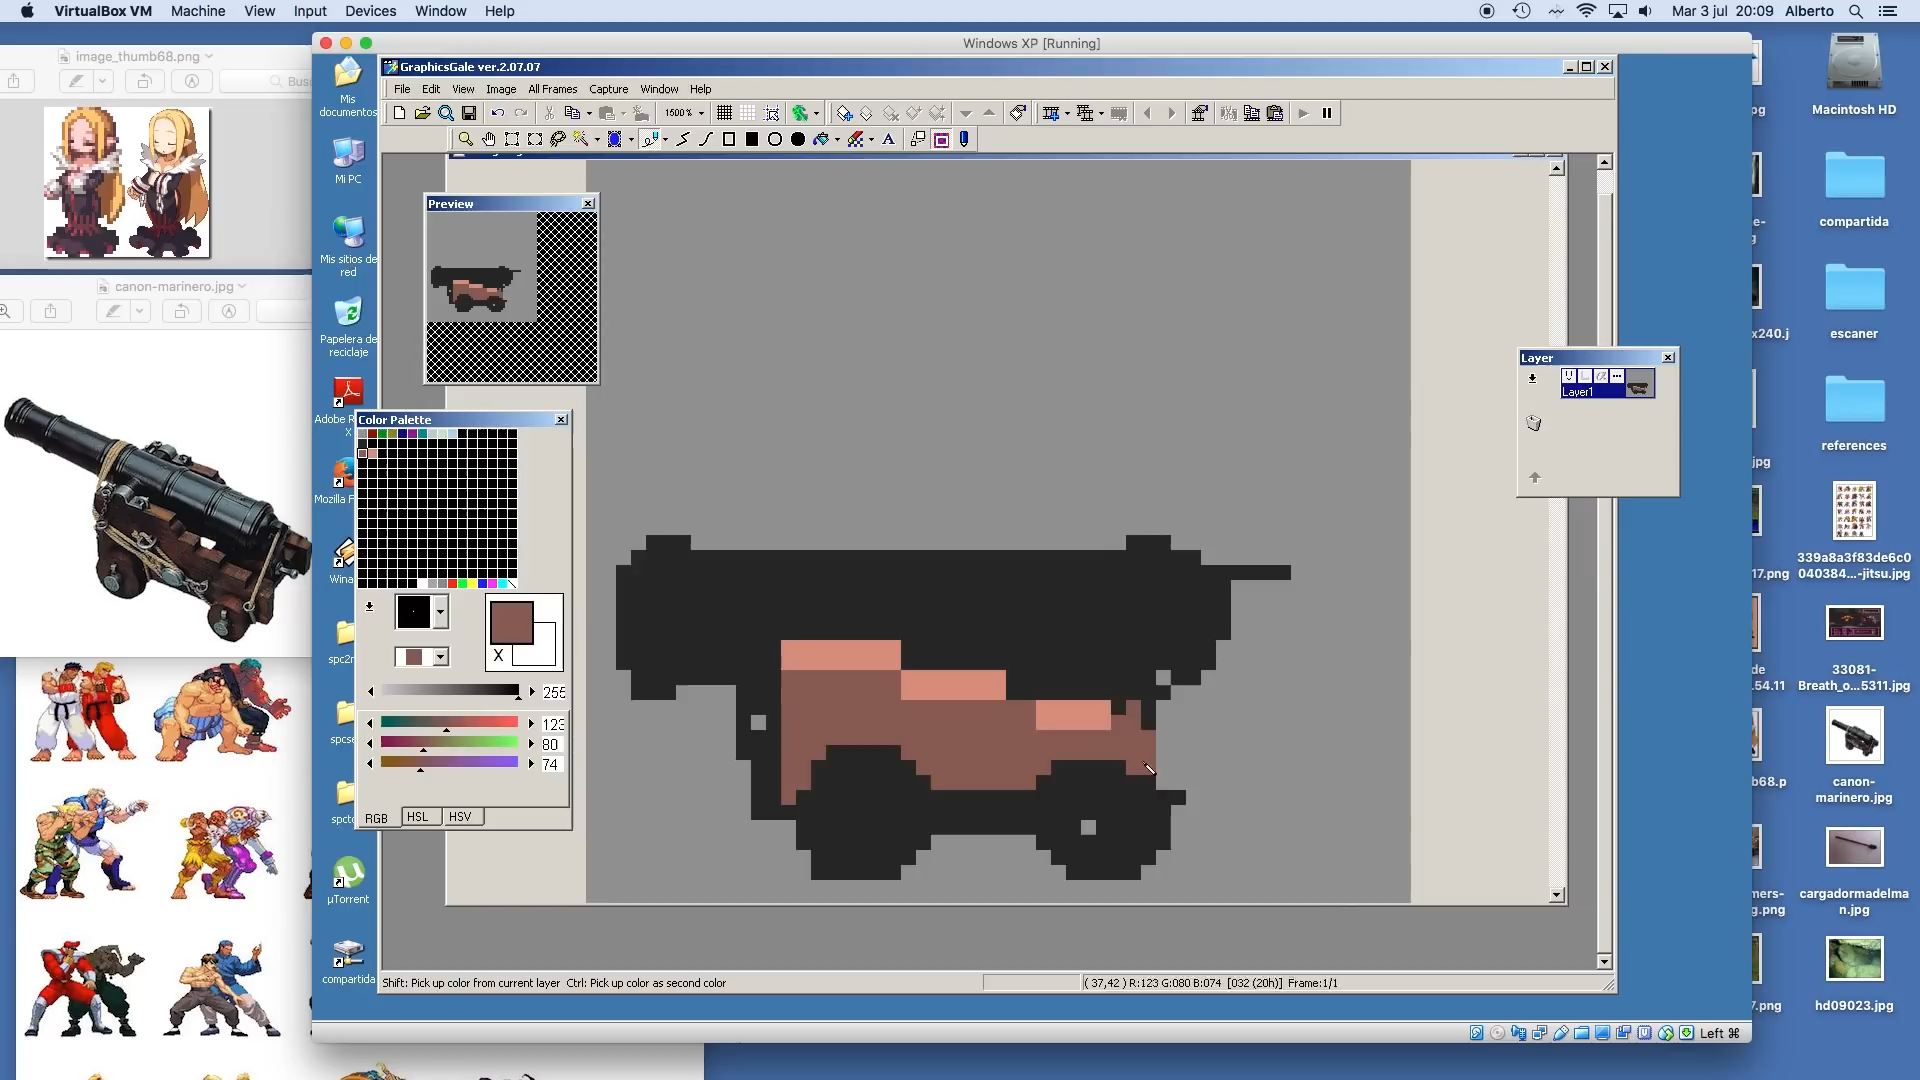 VirtualBox VM Machine View Input Devices Window Help
Mar 3 jul 20:09 Alberto
image_thumb68.png
Windows XP [Running]
GraphicsGale ver.2.07.07
File Edit View Image All Frames Capture Window Help
1500%
A
Mis documentos
Mi PC
Mis sitios de red
Papelera de reciclaje
µTorrent
compartida
canon-marinero.jpg
Preview
Layer
Layer1
Color Palette
X
255
123
80
74
RGB HSL HSV
Shift: Pick up color from current layer Ctrl: Pick up color as second color
( 37,42 ) R:123 G:080 B:074 [032 (20h)] Frame:1/1
Left ⌘
Macintosh HD
compartida
escaner
references
339a8a3f83de6c0
040384...-jitsu.jpg
33081-
Breath_o...5311.jpg
canon-
marinero.jpg
cargadormadelma
n.jpg
hd09023.jpg